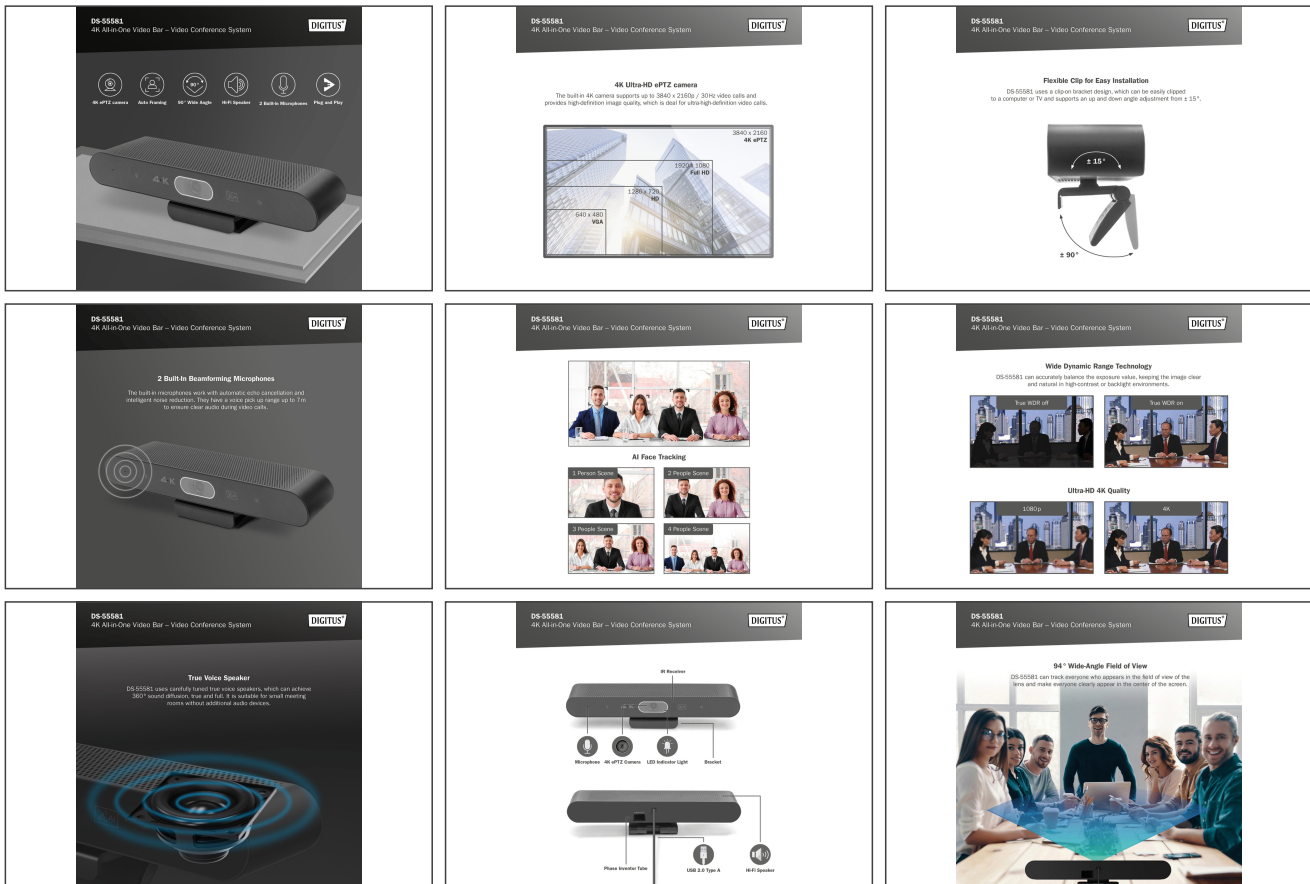 DS-55581
4K All-in-One Video Bar – Video Conference System
DIGITUS®
4K ePTZ camera
Auto Framing
90°
90° Wide Angle
Hi-Fi Speaker
2 Built-in Microphones
Plug and Play
4K
DS-55581
4K All-in-One Video Bar – Video Conference System
DIGITUS®
4K Ultra-HD ePTZ camera
The built-in 4K camera supports up to 3840 x 2160p / 30Hz video calls and
provides high-definition image quality, which is deal for ultra-high-definition video calls.
3840 x 2160
4K ePTZ
1920 x 1080
Full HD
1280 x 720
HD
640 x 480
VGA
DS-55581
4K All-in-One Video Bar – Video Conference System
DIGITUS®
Flexible Clip for Easy Installation
DS-55581 uses a clip-on bracket design, which can be easily clipped
to a computer or TV and supports an up and down angle adjustment from ± 15°.
± 15°
± 90°
DS-55581
4K All-in-One Video Bar – Video Conference System
DIGITUS®
2 Built-In Beamforming Microphones
The built-in microphones work with automatic echo cancellation and
intelligent noise reduction. They have a voice pick up range up to 7m
to ensure clear audio during video calls.
4K
DS-55581
4K All-in-One Video Bar – Video Conference System
DIGITUS®
AI Face Tracking
1 Person Scene
2 People Scene
3 People Scene
4 People Scene
DS-55581
4K All-in-One Video Bar – Video Conference System
DIGITUS®
Wide Dynamic Range Technology
DS-55581 can accurately balance the exposure value, keeping the image clear
and natural in high-contrast or backlight environments.
True WDR off
True WDR on
Ultra-HD 4K Quality
1080p
4K
DS-55581
4K All-in-One Video Bar – Video Conference System
DIGITUS®
True Voice Speaker
DS-55581 uses carefully tuned true voice speakers, which can achieve
360° sound diffusion, true and full. It is suitable for small meeting
rooms without additional audio devices.
DS-55581
4K All-in-One Video Bar – Video Conference System
DIGITUS®
IR Receiver
Microphone
4K ePTZ Camera
LED Indicator Light
Bracket
Phase Invertor Tube
USB 2.0 Type A
Hi-Fi Speaker
DS-55581
4K All-in-One Video Bar – Video Conference System
DIGITUS®
94° Wide-Angle Field of View
DS-55581 can track everyone who appears in the field of view of the
lens and make everyone clearly appear in the center of the screen.